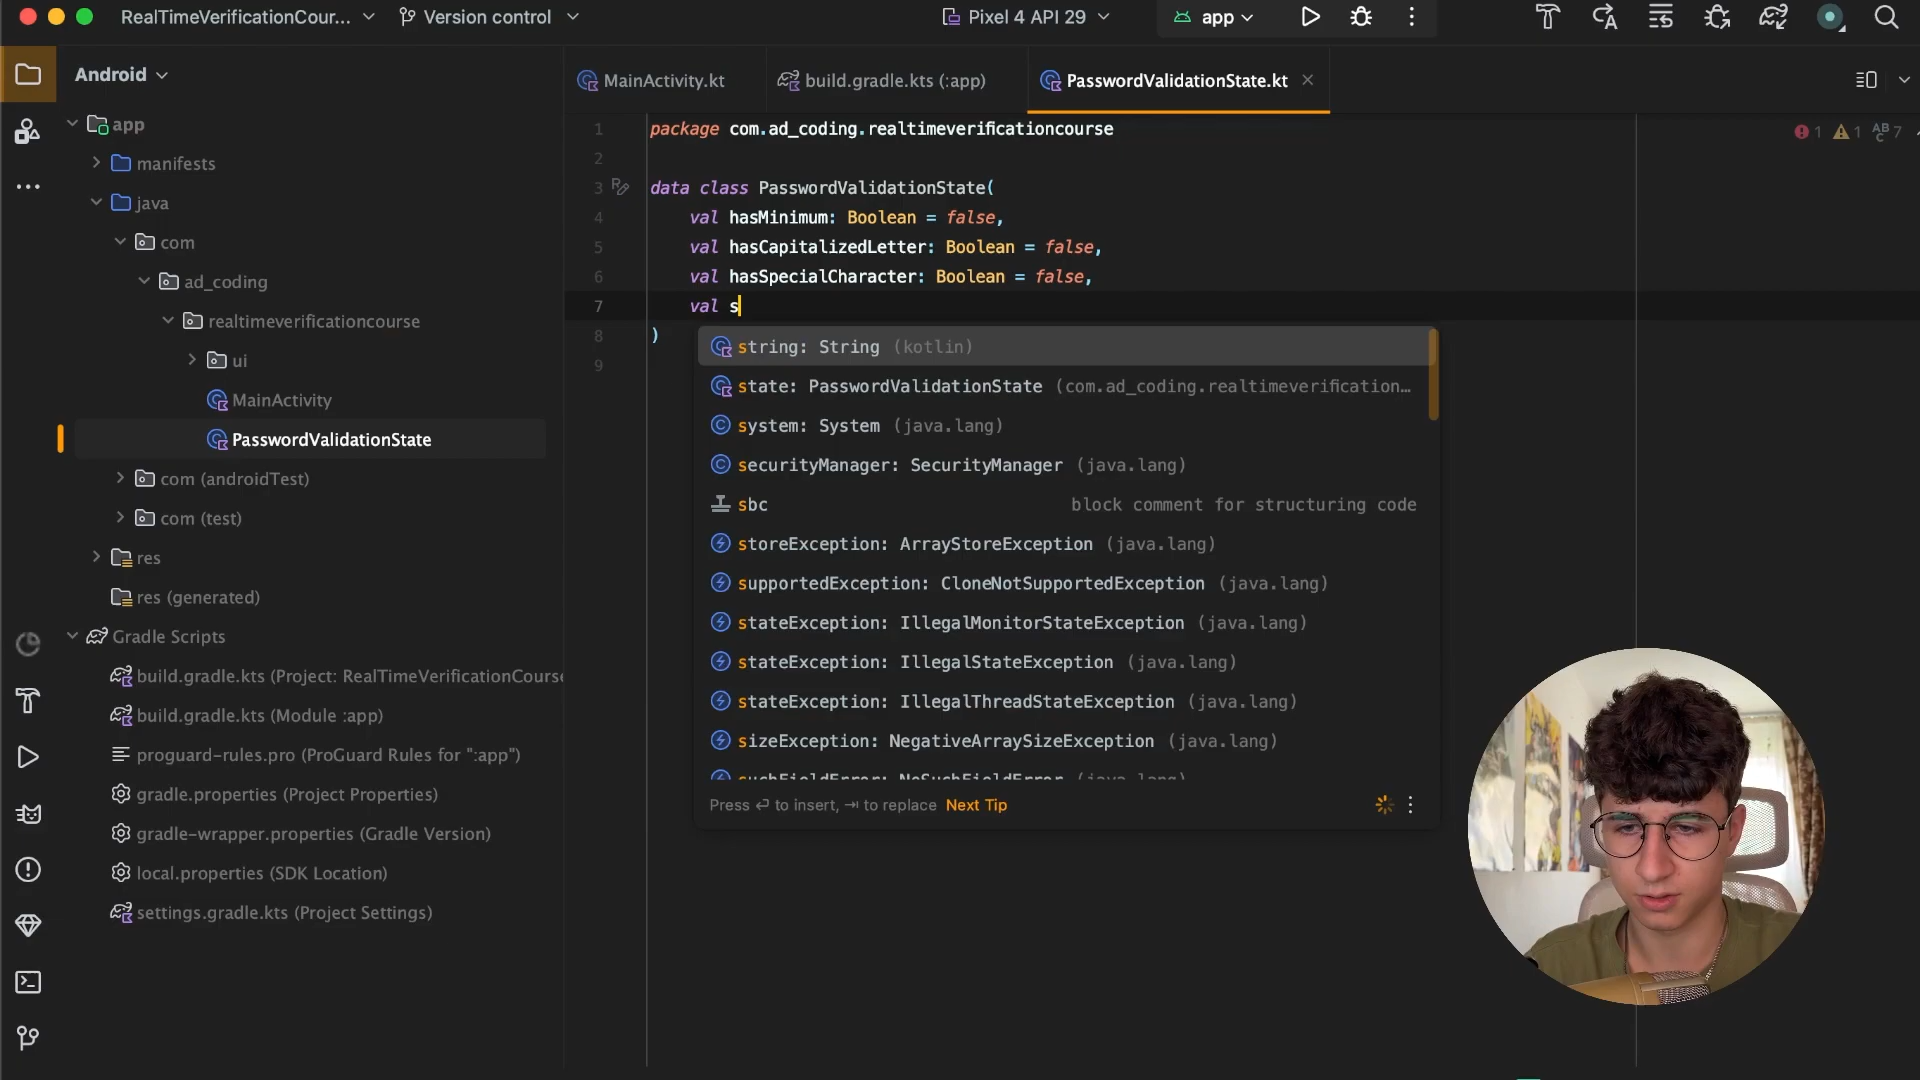 RealTimeVerificationCour...
Version control
Pixel 4 API 29
app
Android
MainActivity.kt
build.gradle.kts (:app)
PasswordValidationState.kt
app
manifests
java
com
ad_coding
realtimeverificationcourse
ui
MainActivity
PasswordValidationState
com (androidTest)
com (test)
res
res (generated)
Gradle Scripts
build.gradle.kts (Project: RealTimeVerificationCourse
build.gradle.kts (Module :app)
proguard-rules.pro (ProGuard Rules for ":app")
gradle.properties (Project Properties)
gradle-wrapper.properties (Gradle Version)
local.properties (SDK Location)
settings.gradle.kts (Project Settings)
1 package com.ad_coding.realtimeverificationcourse
1 1 ABC 7
2
3 data class PasswordValidationState(
4 val hasMinimum: Boolean = false,
5 val hasCapitalizedLetter: Boolean = false,
6 val hasSpecialCharacter: Boolean = false,
7 val s
8 )
9
string: String (kotlin)
state: PasswordValidationState (com.ad_coding.realtimeverification...
system: System (java.lang)
securityManager: SecurityManager (java.lang)
sbc block comment for structuring code
storeException: ArrayStoreException (java.lang)
supportedException: CloneNotSupportedException (java.lang)
stateException: IllegalMonitorStateException (java.lang)
stateException: IllegalStateException (java.lang)
stateException: IllegalThreadStateException (java.lang)
sizeException: NegativeArraySizeException (java.lang)
suchFieldError: NoSuchFieldError (java.lang)
Press ⏎ to insert, ⇥ to replace Next Tip